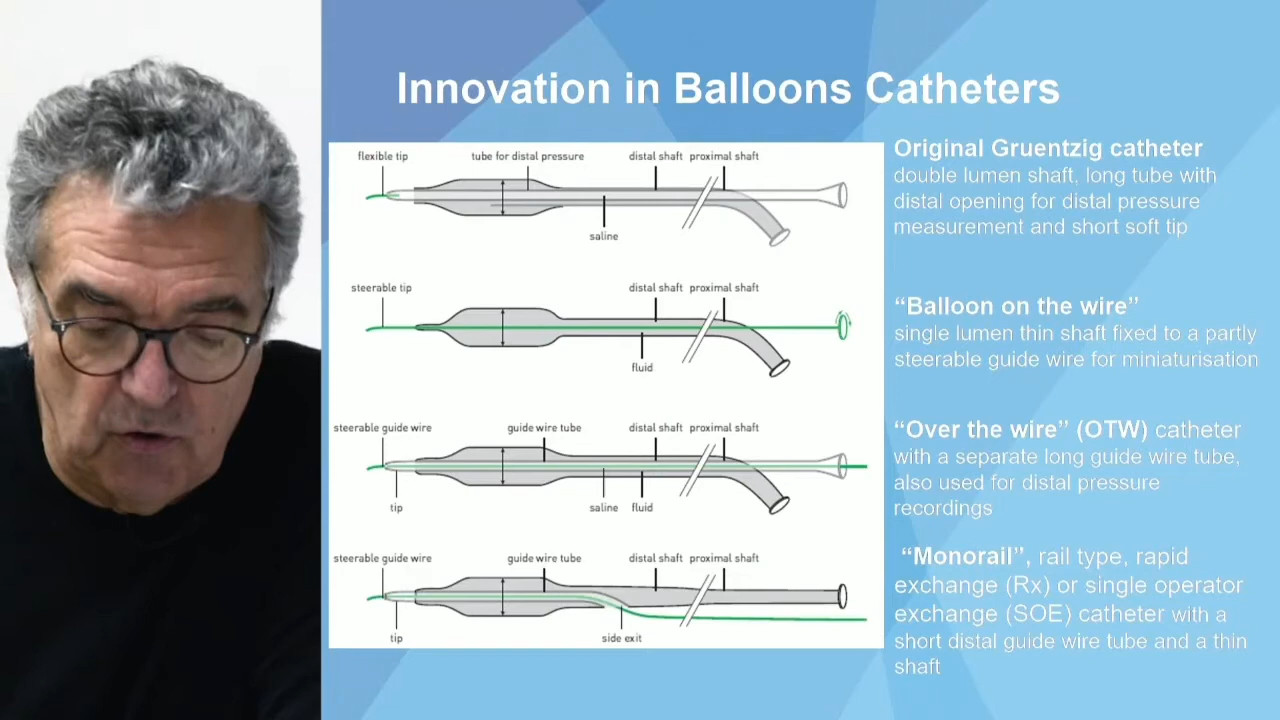 Innovation in Balloons Catheters
flexible tip tube for distal pressure distal shaft proximal shaft
saline
steerable tip distal shaft proximal shaft
fluid
steerable guide wire guide wire tube distal shaft proximal shaft
tip saline fluid
steerable guide wire guide wire tube distal shaft proximal shaft
tip side exit
Original Gruentzig catheter
double lumen shaft, long tube with
distal opening for distal pressure
measurement and short soft tip
“Balloon on the wire”
single lumen thin shaft fixed to a partly
steerable guide wire for miniaturisation
“Over the wire” (OTW) catheter
with a separate long guide wire tube,
also used for distal pressure
recordings
“Monorail”, rail type, rapid
exchange (Rx) or single operator
exchange (SOE) catheter with a
short distal guide wire tube and a thin
shaft